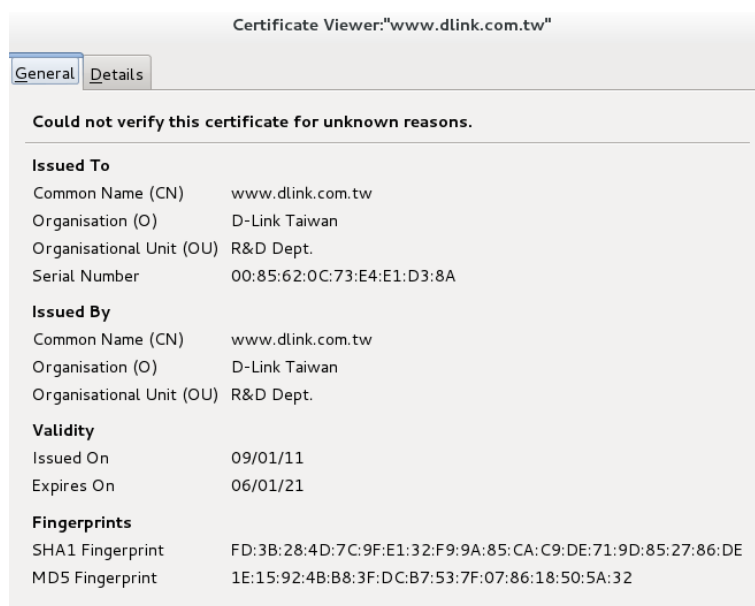 Certificate Viewer:"www.dlink.com.tw"
General Details
Could not verify this certificate for unknown reasons.
Issued To
Common Name (CN) www.dlink.com.tw
Organisation (O) D-Link Taiwan
Organisational Unit (OU) R&D Dept.
Serial Number 00:85:62:0C:73:E4:E1:D3:8A
Issued By
Common Name (CN) www.dlink.com.tw
Organisation (O) D-Link Taiwan
Organisational Unit (OU) R&D Dept.
Validity
Issued On 09/01/11
Expires On 06/01/21
Fingerprints
SHA1 Fingerprint FD:3B:28:4D:7C:9F:E1:32:F9:9A:85:CA:C9:DE:71:9D:85:27:86:DE
MD5 Fingerprint 1E:15:92:4B:B8:3F:DC:B7:53:7F:07:86:18:50:5A:32